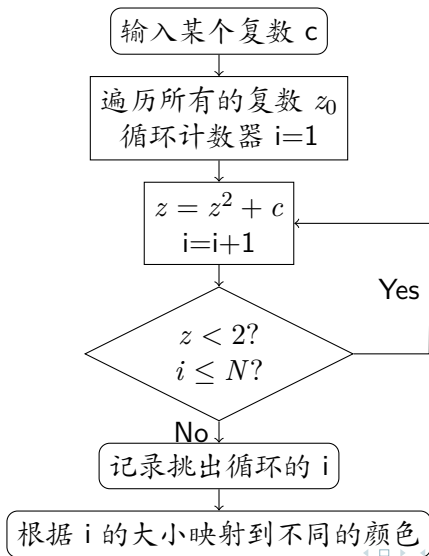 输入某个复数 c
遍历所有的复数 z₀
循环计数器 i=1
z = z² + c
i=i+1
Yes
z < 2?
i ≤ N?
No
记录挑出循环的 i
根据 i 的大小映射到不同的颜色